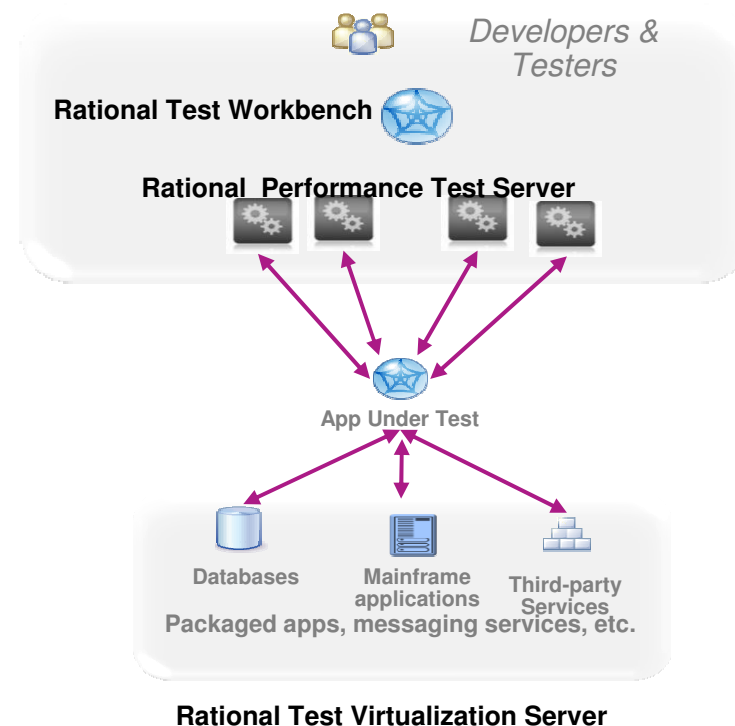 Developers &
Testers
Rational Test Workbench
Rational Performance Test Server
App Under Test
Databases
Mainframe
applications
Third-party
Services
Packaged apps, messaging services, etc.
Rational Test Virtualization Server